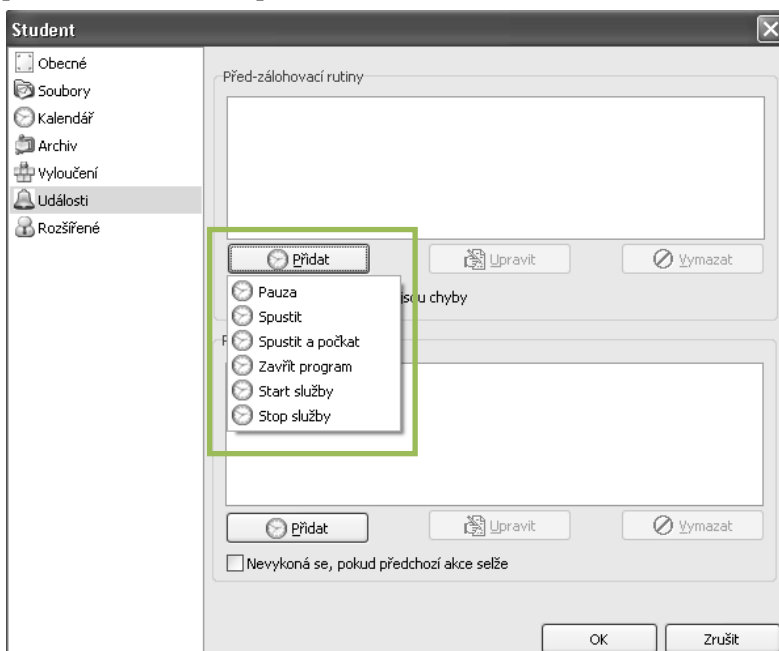 Student
Obecné
Soubory
Kalendář
Archiv
Vyloučení
Události
Rozšířené
Před-zálohovací rutiny
Přidat
Upravit
Vymazat
Pauza
jsou chyby
Spustit
Spustit a počkat
Zavřít program
Start služby
Stop služby
Přidat
Upravit
Vymazat
Nevykoná se, pokud předchozí akce selže
OK
Zrušit